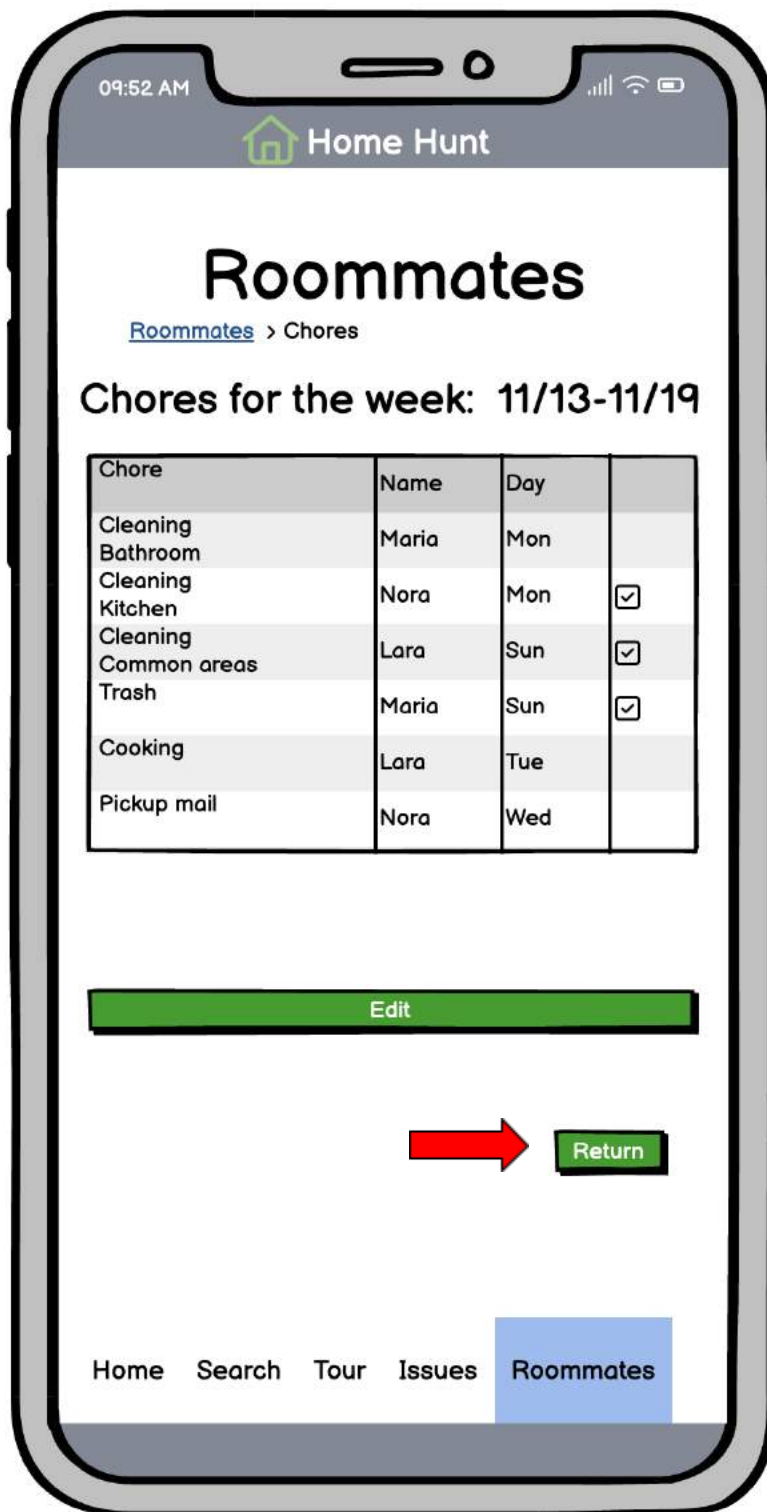 09:52 AM
Home Hunt
Roommates
Roommates > Chores
Chores for the week: 11/13-11/19
Chore Name Day
Cleaning
Bathroom Maria Mon
Cleaning
Kitchen Nora Mon
Cleaning
Common areas Lara Sun
Trash Maria Sun
Cooking Lara Tue
Pickup mail Nora Wed
Edit
Return
Home Search Tour Issues Roommates